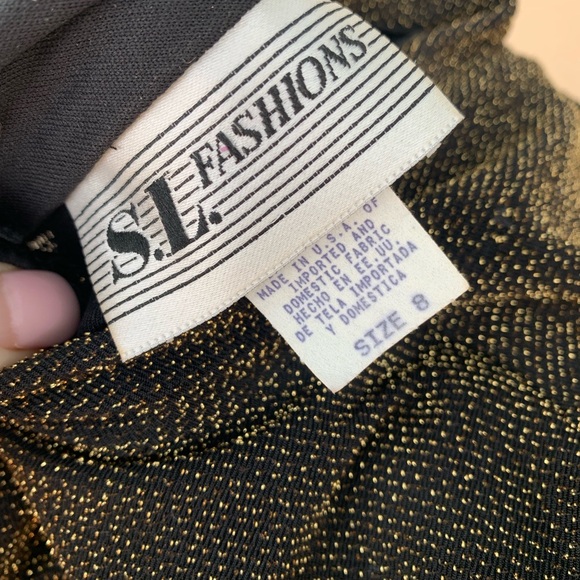 S.L. FASHIONS
MADE IN U.S.A. OF
IMPORTED AND
DOMESTIC FABRIC
HECHO EN EE.UU.
DE TELA IMPORTADA
Y DOMESTICA
SIZE 8